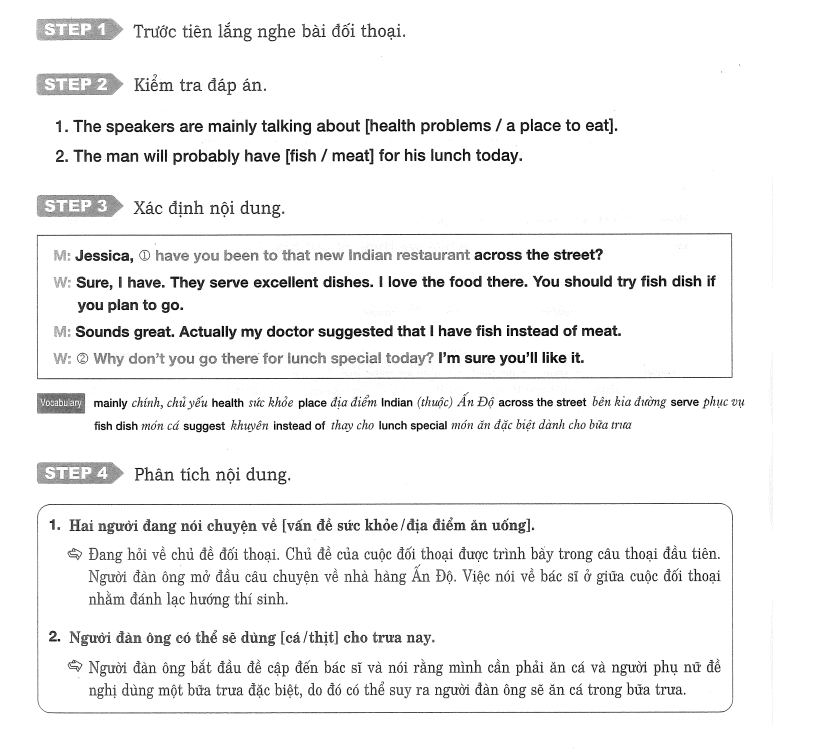 STEP 1 Trước tiên lắng nghe bài đối thoại.
STEP 2 Kiểm tra đáp án.
1. The speakers are mainly talking about [health problems / a place to eat].
2. The man will probably have [fish / meat] for his lunch today.
STEP 3 Xác định nội dung.
M: Jessica, ① have you been to that new Indian restaurant across the street?
W: Sure, I have. They serve excellent dishes. I love the food there. You should try fish dish if
you plan to go.
M: Sounds great. Actually my doctor suggested that I have fish instead of meat.
W: ② Why don't you go there for lunch special today? I'm sure you'll like it.
Vocabulary mainly chính, chủ yếu health sức khỏe place địa điểm Indian (thuộc) Ấn Độ across the street bên kia đường serve phục vụ
fish dish món cá suggest khuyên instead of thay cho lunch special món ăn đặc biệt dành cho bữa trưa
STEP 4 Phân tích nội dung.
1. Hai người đang nói chuyện về [vấn đề sức khỏe/địa điểm ăn uống].
Đang hỏi về chủ đề đối thoại. Chủ đề của cuộc đối thoại được trình bày trong câu thoại đầu tiên.
Người đàn ông mở đầu câu chuyện về nhà hàng Ấn Độ. Việc nói về bác sĩ ở giữa cuộc đối thoại
nhằm đánh lạc hướng thí sinh.
2. Người đàn ông có thể sẽ dùng [cá/thịt] cho trưa nay.
Người đàn ông bắt đầu đề cập đến bác sĩ và nói rằng mình cần phải ăn cá và người phụ nữ đề
nghị dùng một bữa trưa đặc biệt, do đó có thể suy ra người đàn ông sẽ ăn cá trong bữa trưa.